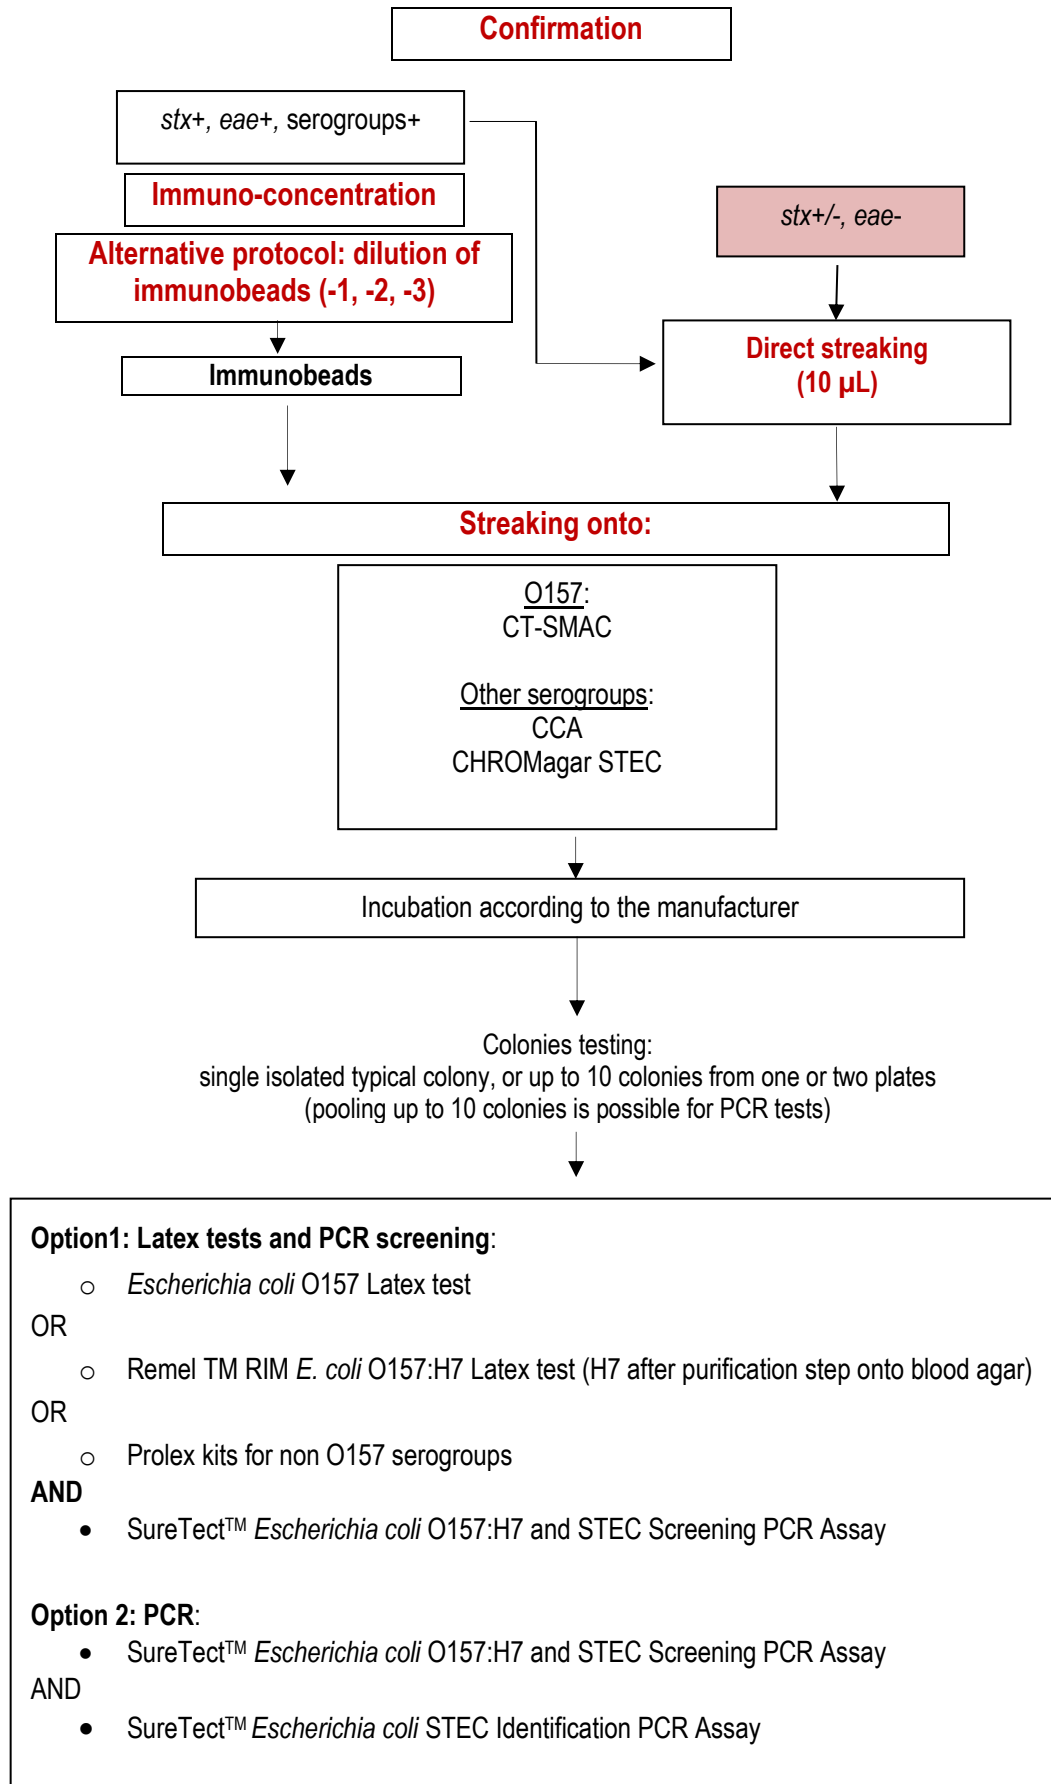 Confirmation
stx+, eae+, serogroups+
Immuno-concentration
stx+/-, eae-
Alternative protocol: dilution of
immunobeads (-1, -2, -3)
Direct streaking
(10 µL)
Immunobeads
Streaking onto:
O157:
CT-SMAC
Other serogroups:
CCA
CHROMagar STEC
Incubation according to the manufacturer
Colonies testing:
single isolated typical colony, or up to 10 colonies from one or two plates
(pooling up to 10 colonies is possible for PCR tests)
Option1: Latex tests and PCR screening:
o Escherichia coli O157 Latex test
OR
o Remel TM RIM E. coli O157:H7 Latex test (H7 after purification step onto blood agar)
OR
o Prolex kits for non O157 serogroups
AND
• SureTect™ Escherichia coli O157:H7 and STEC Screening PCR Assay
Option 2: PCR:
• SureTect™ Escherichia coli O157:H7 and STEC Screening PCR Assay
AND
• SureTect™ Escherichia coli STEC Identification PCR Assay